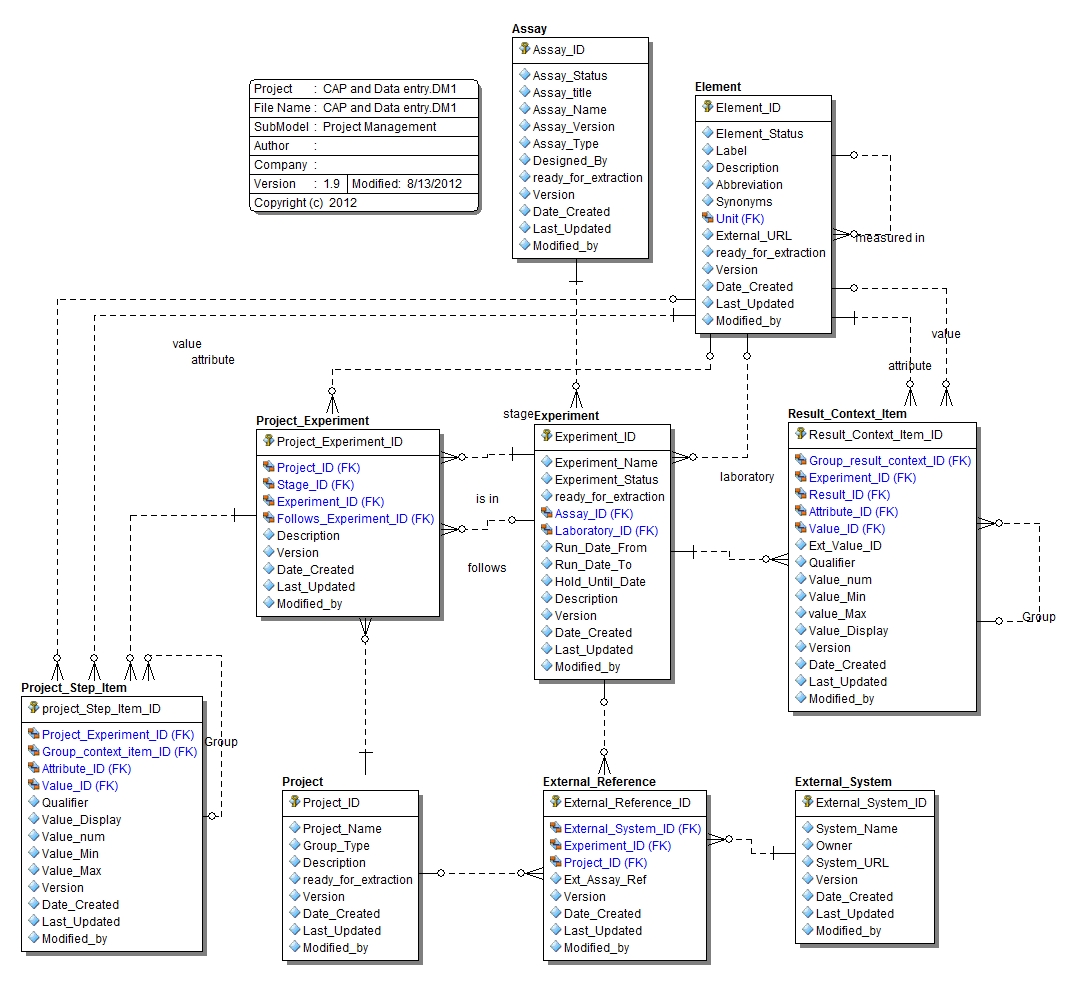 Assay
Assay_ID
Assay_Status
Assay_title
Assay_Name
Assay_Version
Assay_Type
Designed_By
ready_for_extraction
Version
Date_Created
Last_Updated
Modified_by
Project : CAP and Data entry.DM1
File Name : CAP and Data entry.DM1
SubModel : Project Management
Author :
Company :
Version : 1.9 Modified: 8/13/2012
Copyright (c) 2012
Element
Element_ID
Element_Status
Label
Description
Abbreviation
Synonyms
Unit (FK)
External_URL
ready_for_extraction
Version
Date_Created
Last_Updated
Modified_by
measured in
value
attribute
value
attribute
stage
laboratory
is in
follows
Project_Experiment
Project_Experiment_ID
Project_ID (FK)
Stage_ID (FK)
Experiment_ID (FK)
Follows_Experiment_ID (FK)
Description
Version
Date_Created
Last_Updated
Modified_by
Experiment
Experiment_ID
Experiment_Name
Experiment_Status
ready_for_extraction
Assay_ID (FK)
Laboratory_ID (FK)
Run_Date_From
Run_Date_To
Hold_Until_Date
Description
Version
Date_Created
Last_Updated
Modified_by
Result_Context_Item
Result_Context_Item_ID
Group_result_context_ID (FK)
Experiment_ID (FK)
Result_ID (FK)
Attribute_ID (FK)
Value_ID (FK)
Ext_Value_ID
Qualifier
Value_num
Value_Min
value_Max
Value_Display
Version
Date_Created
Last_Updated
Modified_by
Group
Project_Step_Item
project_Step_Item_ID
Project_Experiment_ID (FK)
Group_context_item_ID (FK)
Attribute_ID (FK)
Value_ID (FK)
Qualifier
Value_Display
Value_num
Value_Min
Value_Max
Version
Date_Created
Last_Updated
Modified_by
Group
Project
Project_ID
Project_Name
Group_Type
Description
ready_for_extraction
Version
Date_Created
Last_Updated
Modified_by
External_Reference
External_Reference_ID
External_System_ID (FK)
Experiment_ID (FK)
Project_ID (FK)
Ext_Assay_Ref
Version
Date_Created
Last_Updated
Modified_by
External_System
External_System_ID
System_Name
Owner
System_URL
Version
Date_Created
Last_Updated
Modified_by